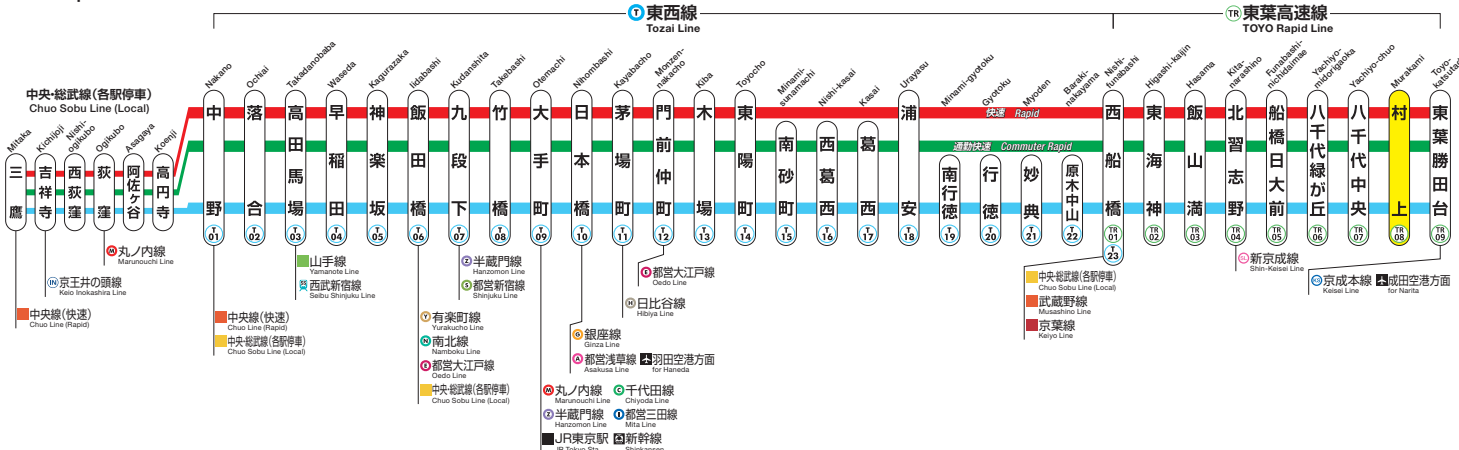 T 東西線
Tozai Line
TR 東葉高速線
TOYO Rapid Line
中央・総武線(各駅停車)
Chuo Sobu Line (Local)
Mitaka
Kichijoji
Nishi-
ogikubo
Ogikubo
Asagaya
Koenji
Nakano
Ochiai
Takadanobaba
Waseda
Kagurazaka
Iidabashi
Kudanshita
Takebashi
Otemachi
Nihombashi
Kayabacho
Monzen-
nakacho
Kiba
Toyocho
Minami-
sunamachi
Nishi-kasai
Kasai
Urayasu
Minami-gyotoku
Gyotoku
Myoden
Baraki-
nakayama
Nishi-
funabashi
Higashi-kaijin
Hasama
Kita-
narashino
Funabashi-
nichidaimae
Yachiyo-
midorigaoka
Yachiyo-chuo
Murakami
Toyo-
katsutadai
快速 Rapid
通勤快速 Commuter Rapid
三鷹
吉祥寺
西荻窪
荻窪
阿佐ヶ谷
高円寺
中野
T 01
落合
T 02
高田馬場
T 03
早稲田
T 04
神楽坂
T 05
飯田橋
T 06
九段下
T 07
竹橋
T 08
大手町
T 09
日本橋
T 10
茅場町
T 11
門前仲町
T 12
木場
T 13
東陽町
T 14
南砂町
T 15
西葛西
T 16
葛西
T 17
浦安
T 18
南行徳
T 19
行徳
T 20
妙典
T 21
原木中山
T 22
西船橋
TR 01
T 23
東海神
TR 02
飯山満
TR 03
北習志野
TR 04
船橋日大前
TR 05
八千代緑が丘
TR 06
八千代中央
TR 07
村上
TR 08
東葉勝田台
TR 09
中央線(快速)
Chuo Line (Rapid)
IN 京王井の頭線
Keio Inokashira Line
M 丸ノ内線
Marunouchi Line
中央線(快速)
Chuo Line (Rapid)
中央・総武線(各駅停車)
Chuo Sobu Line (Local)
山手線
Yamanote Line
SS 西武新宿線
Seibu Shinjuku Line
Y 有楽町線
Yurakucho Line
N 南北線
Namboku Line
E 都営大江戸線
Oedo Line
中央・総武線(各駅停車)
Chuo Sobu Line (Local)
Z 半蔵門線
Hanzomon Line
S 都営新宿線
Shinjuku Line
M 丸ノ内線
Marunouchi Line
C 千代田線
Chiyoda Line
Z 半蔵門線
Hanzomon Line
I 都営三田線
Mita Line
JR東京駅
JR Tokyo Sta.
新幹線
Shinkansen
G 銀座線
Ginza Line
A 都営浅草線 羽田空港方面
Asakusa Line for Haneda
H 日比谷線
Hibiya Line
E 都営大江戸線
Oedo Line
中央・総武線(各駅停車)
Chuo Sobu Line (Local)
武蔵野線
Musashino Line
京葉線
Keiyo Line
SL 新京成線
Shin-Keisei Line
KS 京成本線 成田空港方面
Keisei Line for Narita